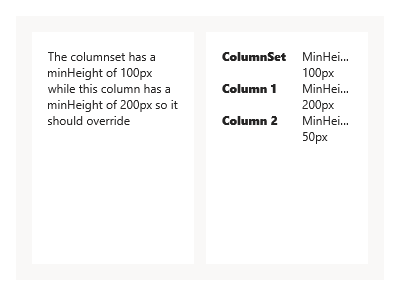 The columnset has a
minHeight of 100px
while this column has a
minHeight of 200px so it
should override
ColumnSet MinHei...
100px
Column 1 MinHei...
200px
Column 2 MinHei...
50px